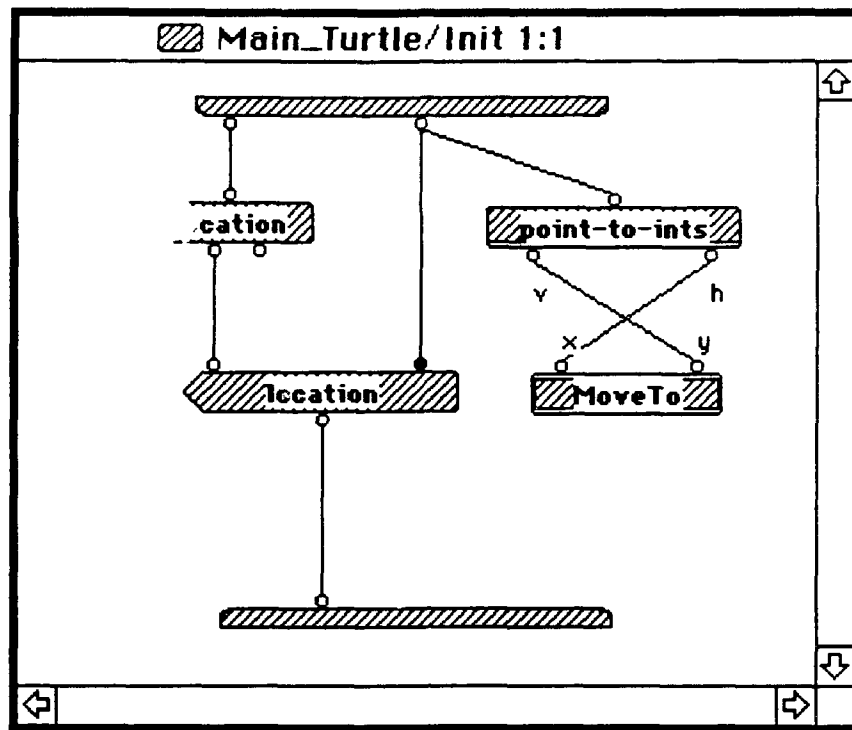 Main_Turtle/Init 1:1
cation
point-to-ints
v h
x y
location
MoveTo